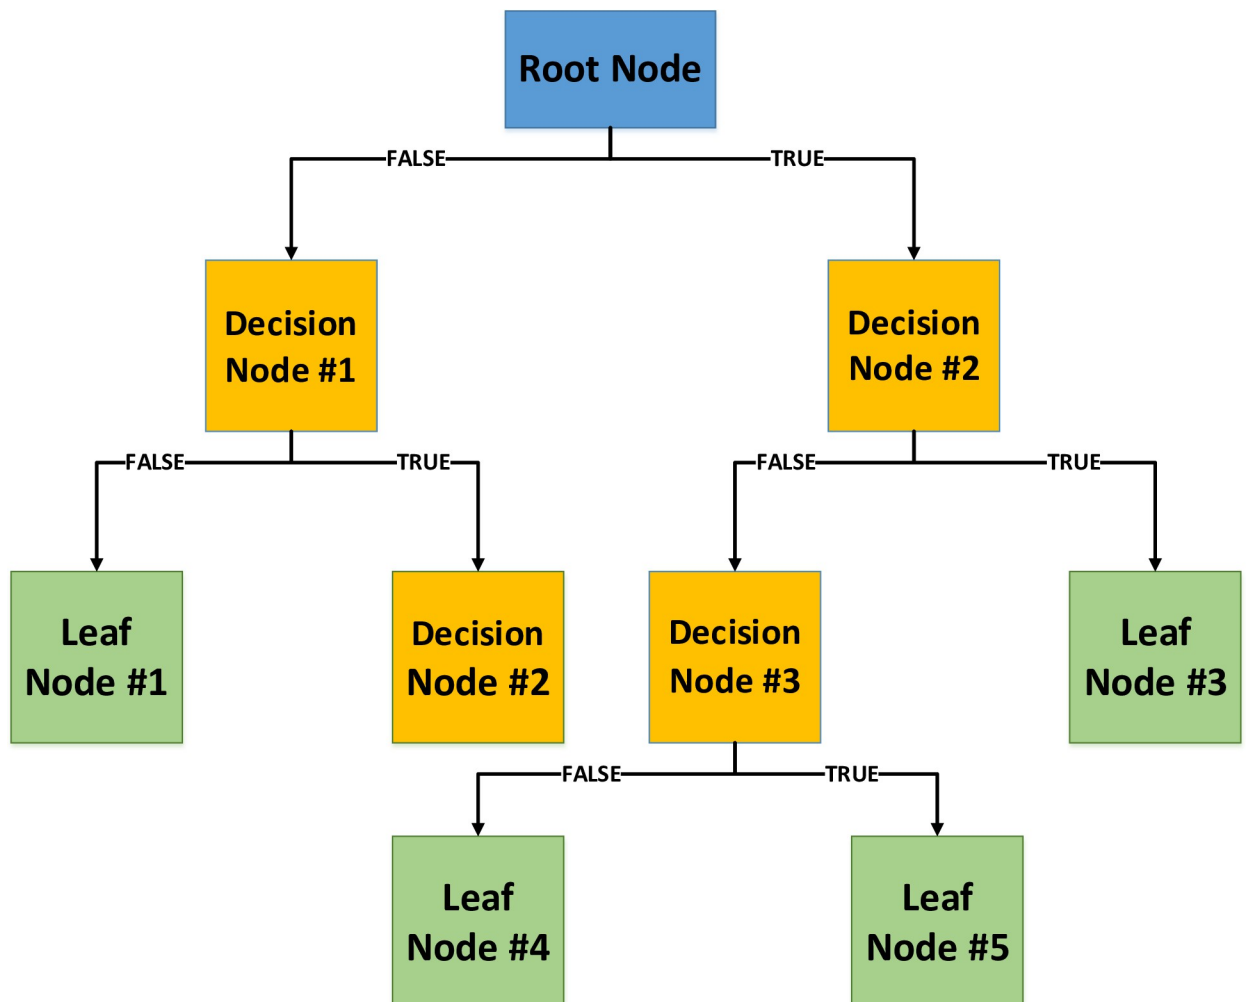 Root Node
FALSE
TRUE
Decision
Node #1
Decision
Node #2
FALSE
TRUE
FALSE
TRUE
Leaf
Node #1
Decision
Node #2
Decision
Node #3
Leaf
Node #3
FALSE
TRUE
Leaf
Node #4
Leaf
Node #5